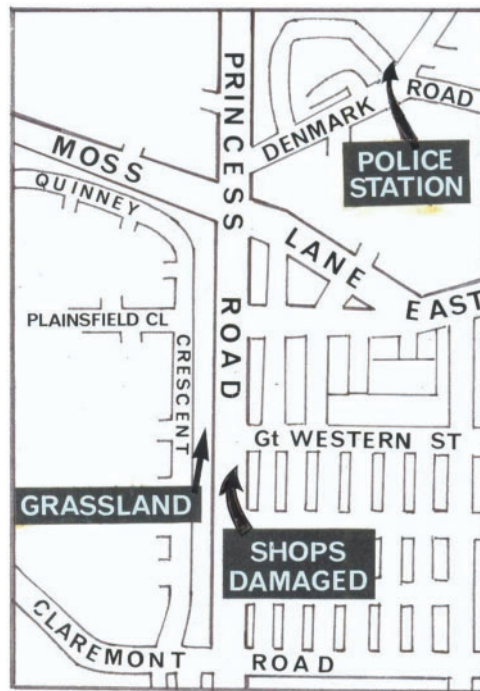 PRINCESS ROAD
MOSS LANE EAST
DENMARK ROAD
POLICE
STATION
QUINNEY CRESCENT
PLAINSFIELD CL
Gt WESTERN ST
GRASSLAND
SHOPS
DAMAGED
CLAREMONT ROAD